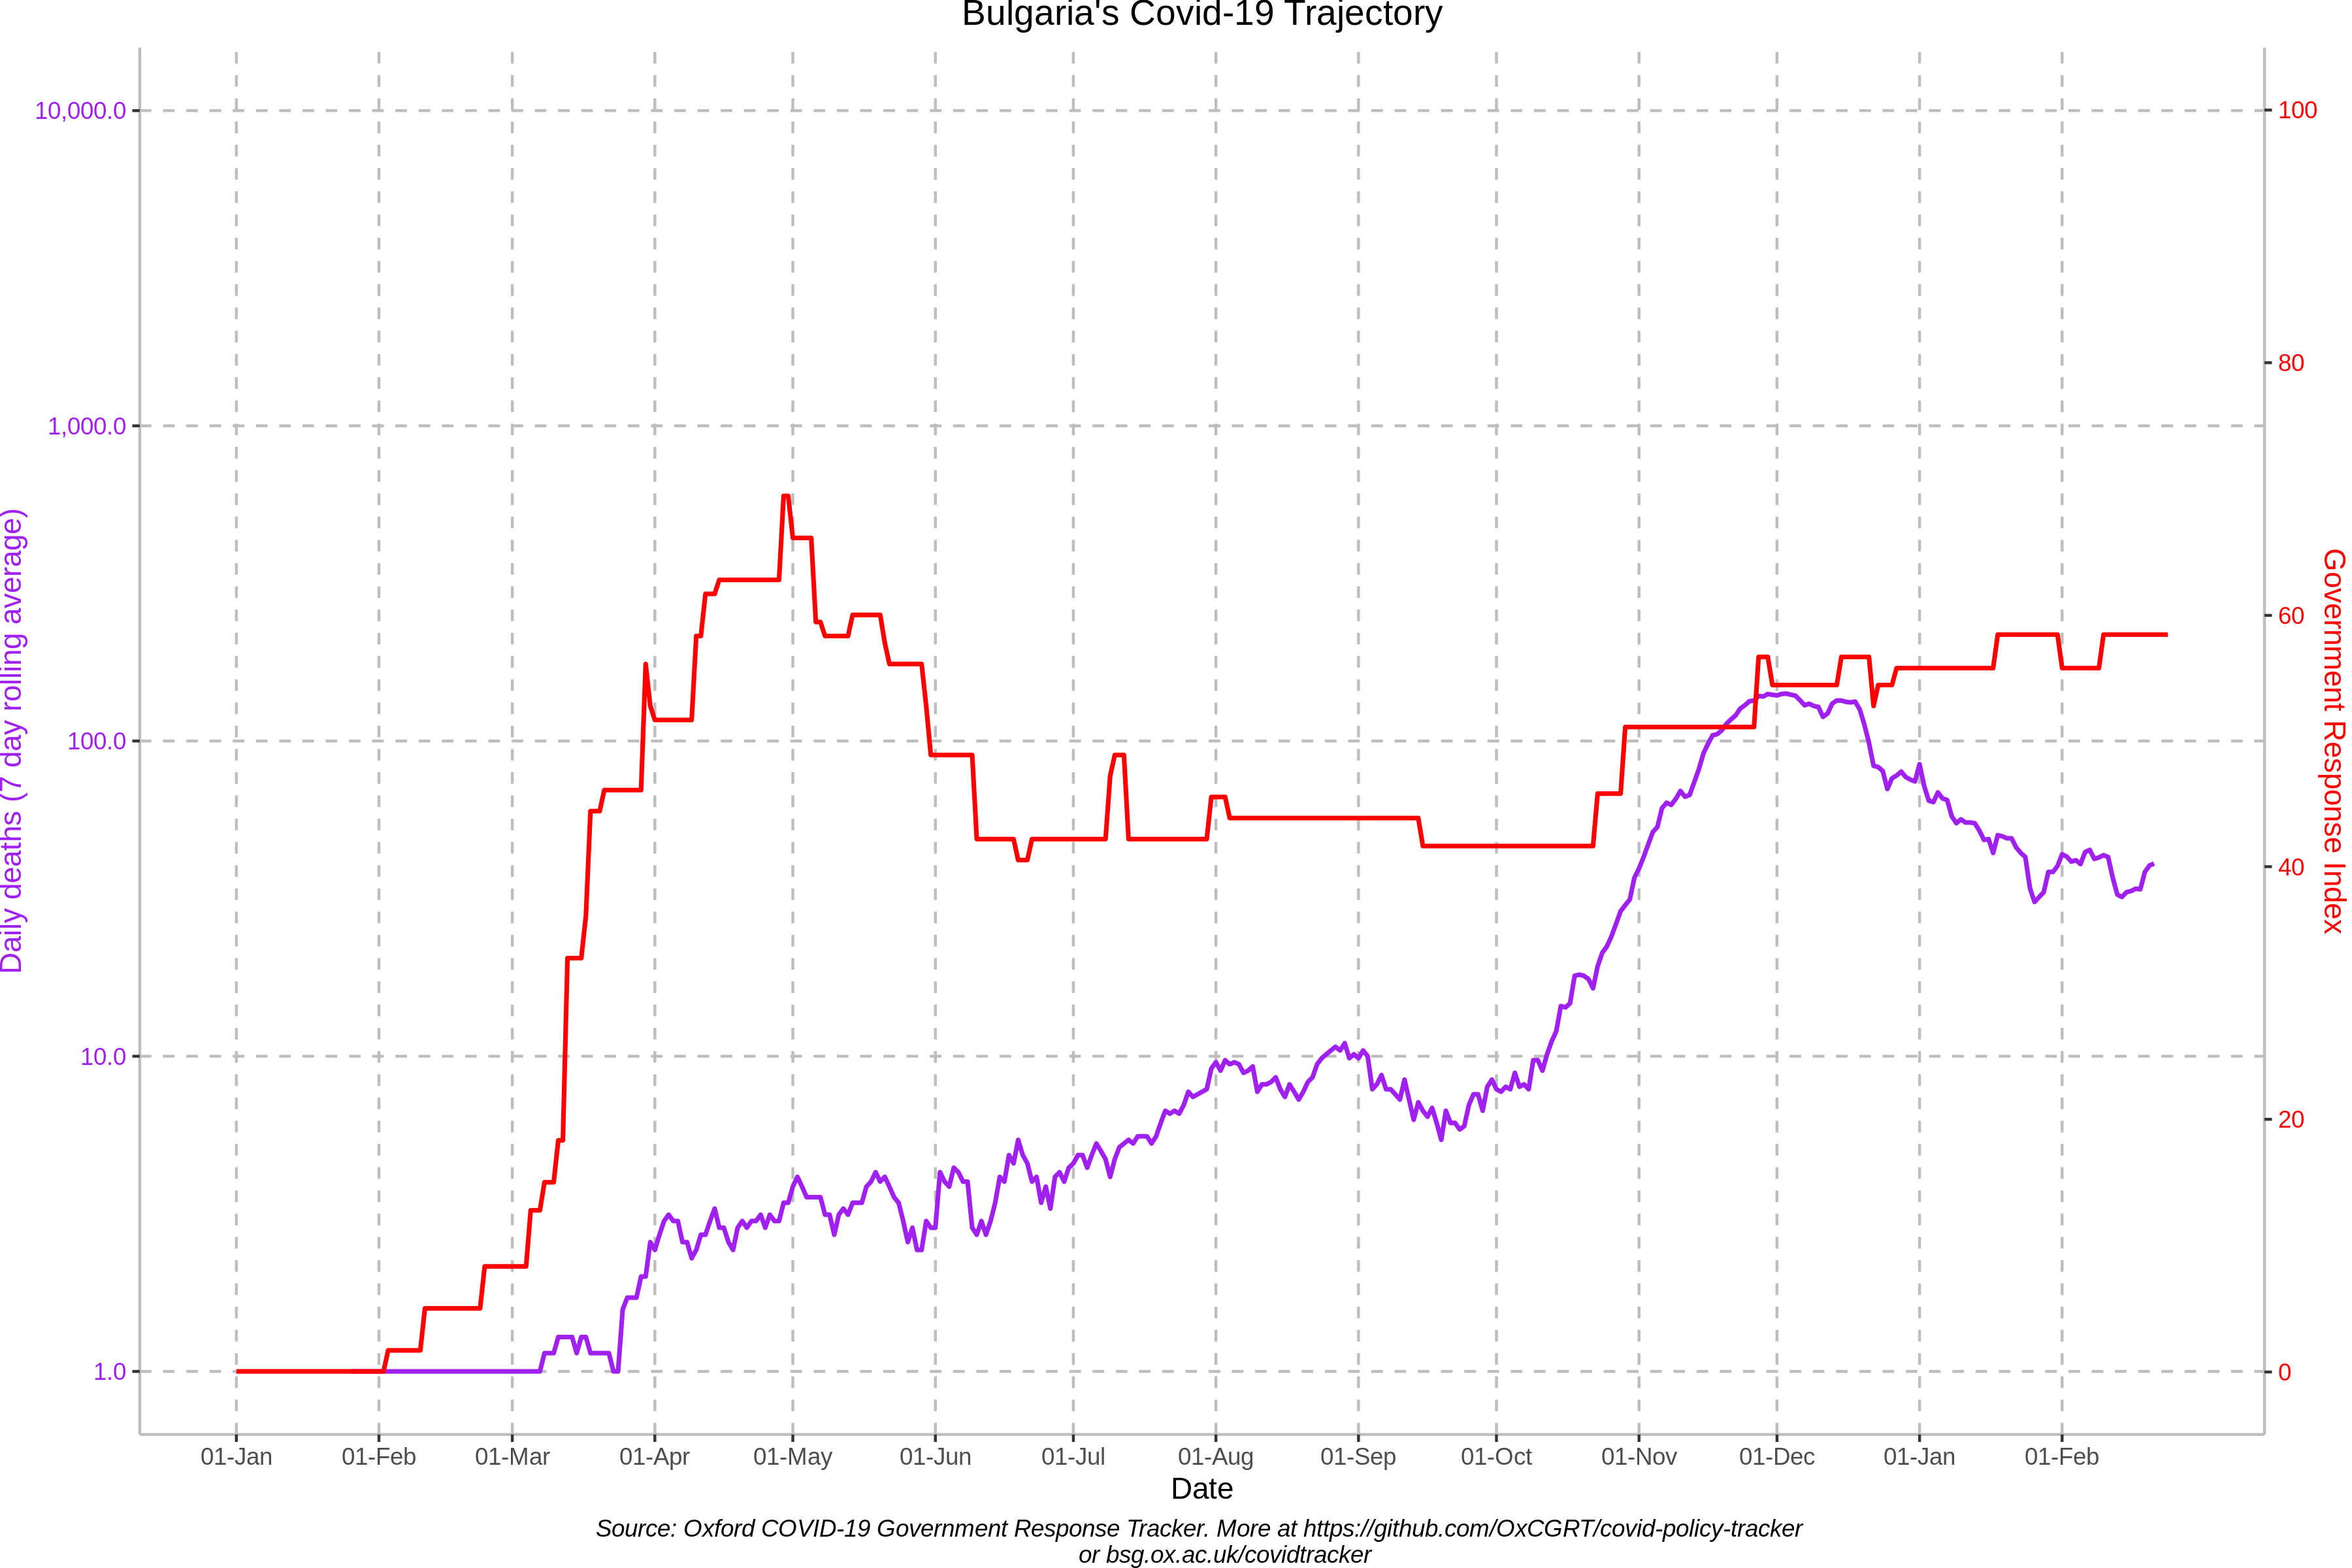 Bulgaria's Covid-19 Trajectory
10,000.0
1,000.0
100.0
10.0
1.0
Daily deaths (7 day rolling average)
100
80
60
40
20
0
Government Response Index
01-Jan 01-Feb 01-Mar 01-Apr 01-May 01-Jun 01-Jul 01-Aug 01-Sep 01-Oct 01-Nov 01-Dec 01-Jan 01-Feb
Date
Source: Oxford COVID-19 Government Response Tracker. More at https://github.com/OxCGRT/covid-policy-tracker
or bsg.ox.ac.uk/covidtracker